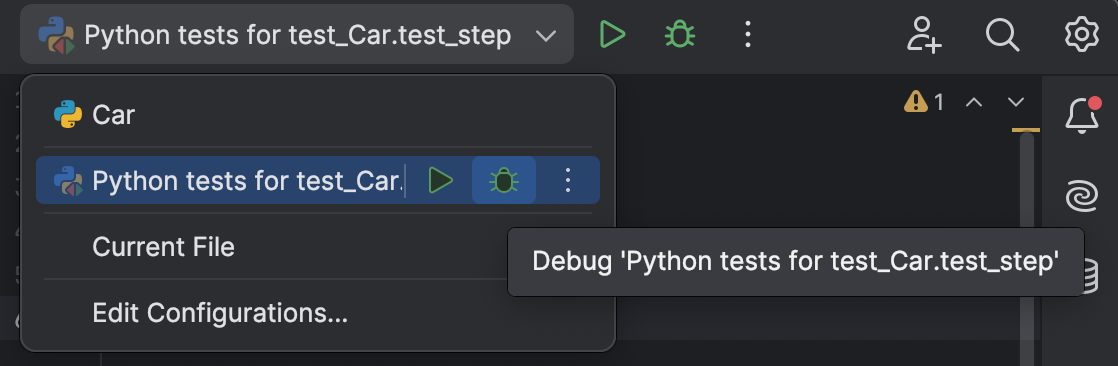 Python tests for test_Car.test_step
1
Car
Python tests for test_Car.
Current File
Debug 'Python tests for test_Car.test_step'
Edit Configurations...